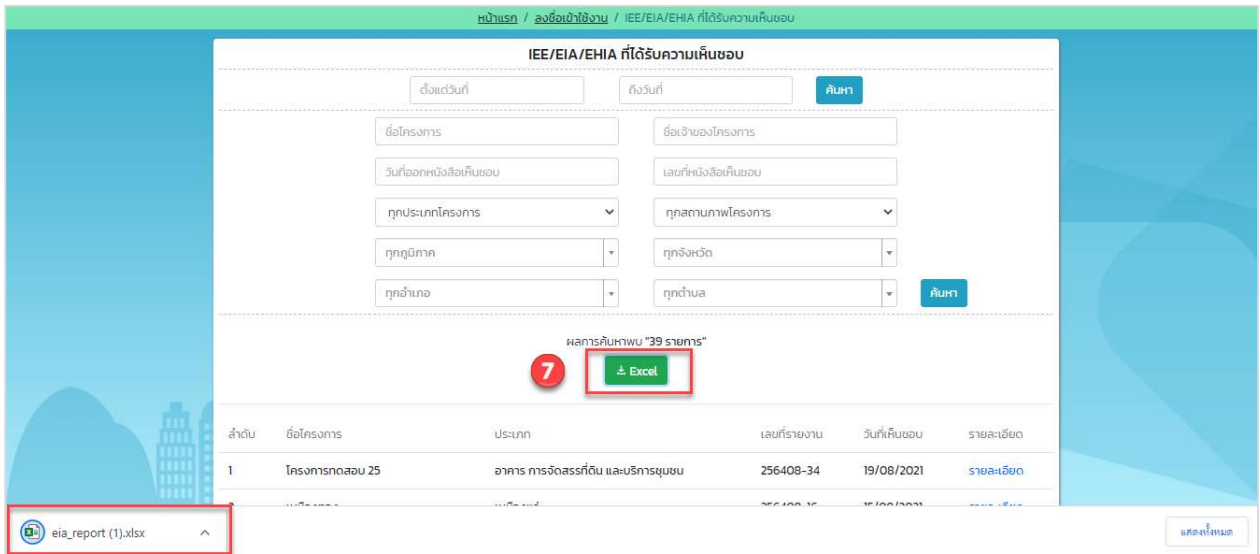 หน้าแรก / ลงชื่อเข้าใช้งาน / IEE/EIA/EHIA ที่ได้รับความเห็นชอบ
IEE/EIA/EHIA ที่ได้รับความเห็นชอบ
ตั้งแต่วันที่ ถึงวันที่ ค้นหา
ชื่อโครงการ ชื่อเจ้าของโครงการ
วันที่ออกหนังสือเห็นชอบ เลขที่หนังสือเห็นชอบ
ทุกประเภทโครงการ ทุกสถานภาพโครงการ
ทุกภูมิภาค ทุกจังหวัด
ทุกอำเภอ ทุกตำบล ค้นหา
ผลการค้นหาพบ "39 รายการ"
7 Excel
ลำดับ ชื่อโครงการ ประเภท เลขที่รายงาน วันที่เห็นชอบ รายละเอียด
1 โครงการทดสอบ 25 อาคาร การจัดสรรที่ดิน และบริการชุมชน 256408-34 19/08/2021 รายละเอียด
eia_report (1).xlsx แสดงทั้งหมด